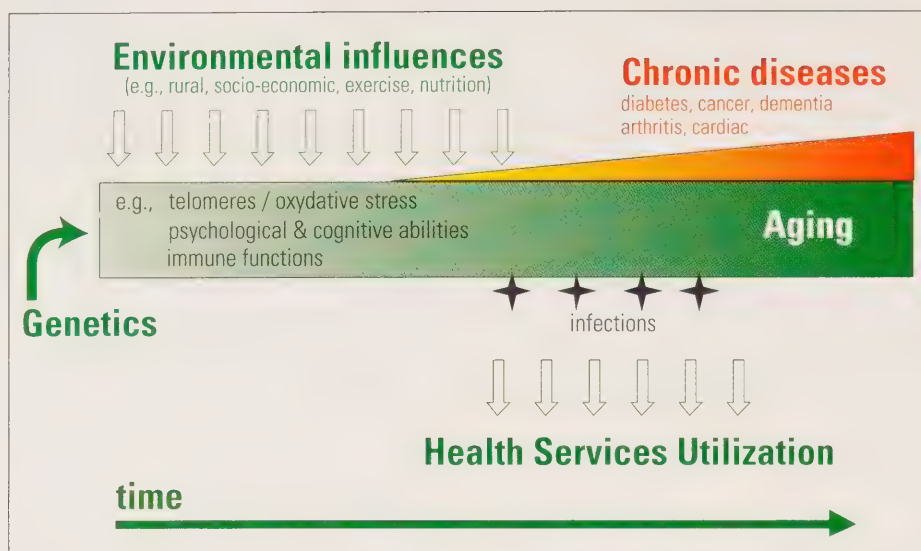 Environmental influences
(e.g., rural, socio-economic, exercise, nutrition)
Chronic diseases
diabetes, cancer, dementia
arthritis, cardiac
e.g., telomeres / oxydative stress
psychological & cognitive abilities
immune functions
Aging
Genetics
infections
Health Services Utilization
time